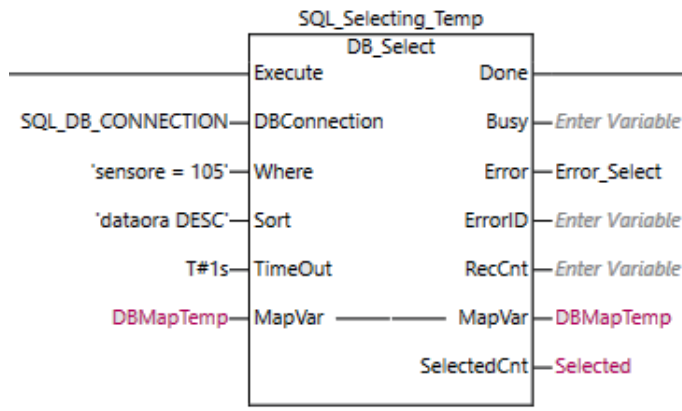 SQL_Selecting_Temp
DB_Select
Execute Done
SQL_DB_CONNECTION DBConnection Busy Enter Variable
'sensore = 105' Where Error Error_Select
'dataora DESC' Sort ErrorID Enter Variable
T#1s TimeOut RecCnt Enter Variable
DBMapTemp MapVar MapVar DBMapTemp
SelectedCnt Selected